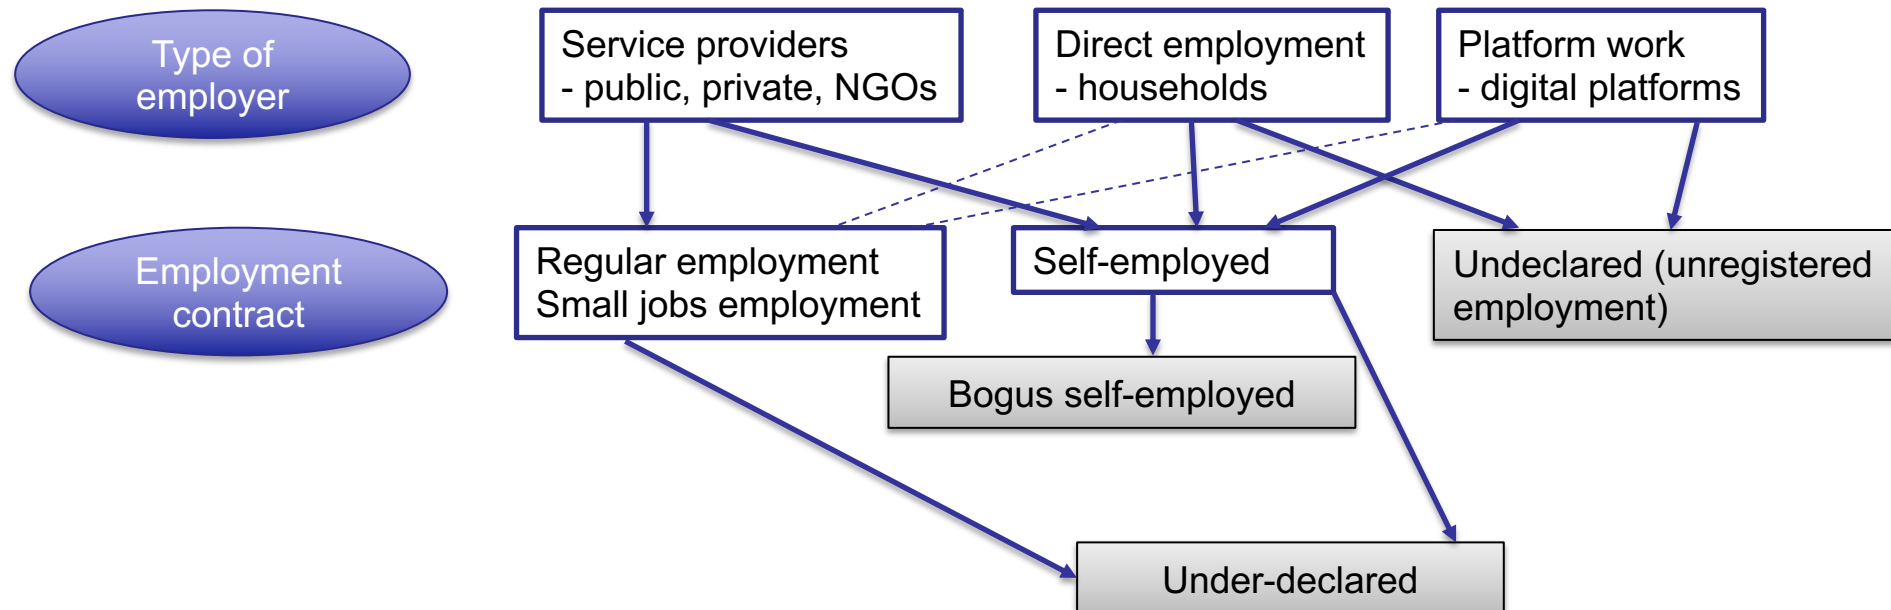 Type of
employer
Service providers
- public, private, NGOs
Direct employment
- households
Platform work
- digital platforms
Employment
contract
Regular employment
Small jobs employment
Self-employed
Undeclared (unregistered
employment)
Bogus self-employed
Under-declared